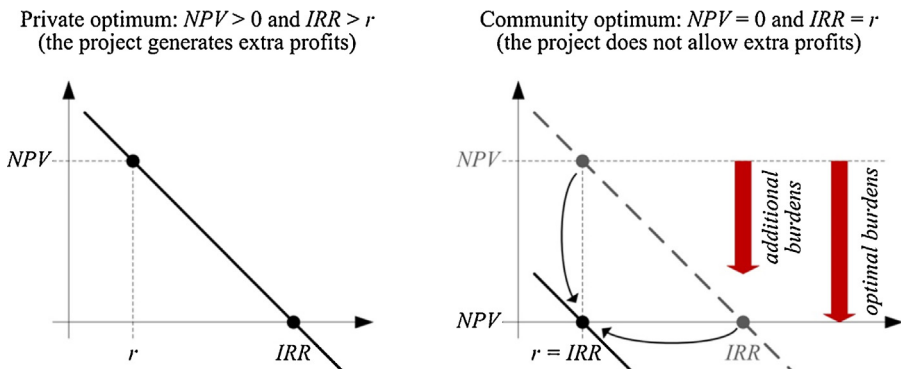 Private optimum: NPV > 0 and IRR > r
(the project generates extra profits)
NPV
r
IRR
Community optimum: NPV = 0 and IRR = r
(the project does not allow extra profits)
NPV
additional
burdens
optimal burdens
NPV
r = IRR
IRR